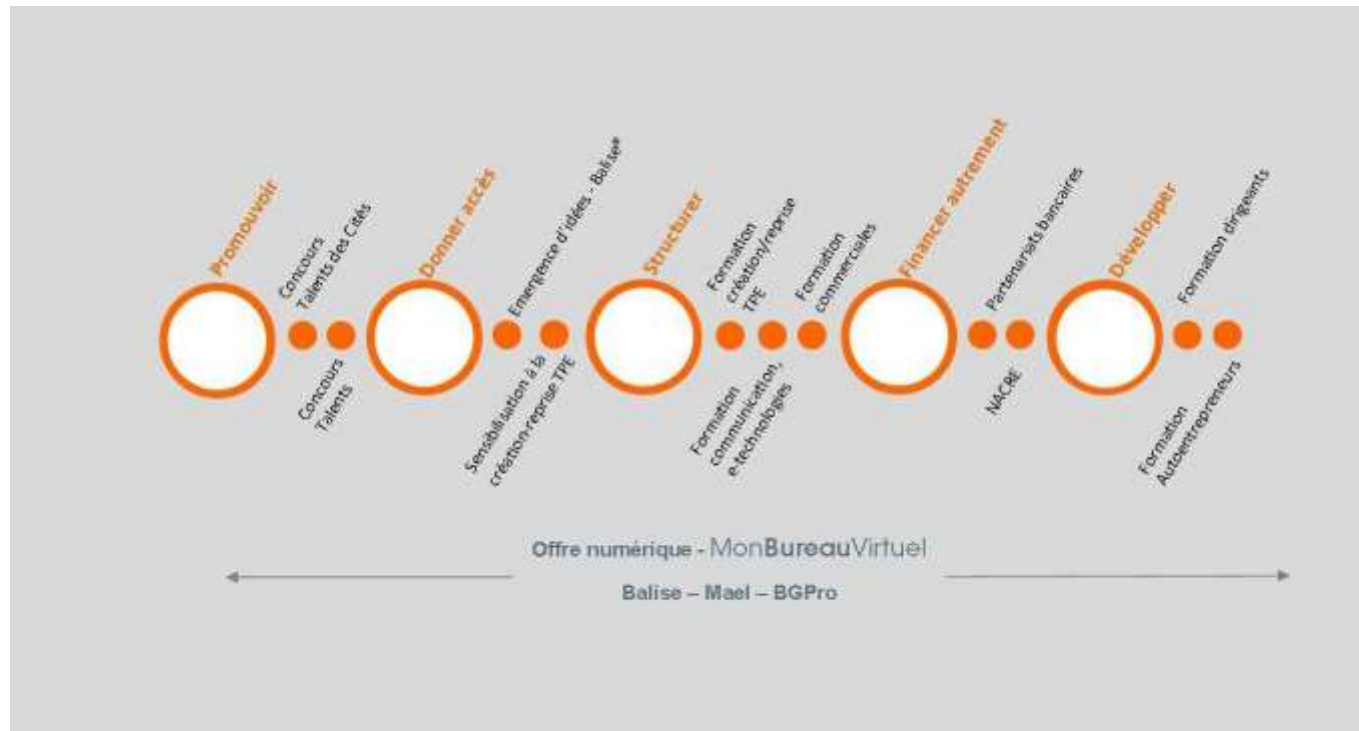 Promouvoir
Concours
Talents des Cités
Concours
Talents
Donner accès
Emergence d'idées - Balise®
Sensibilisation à la
création-reprise TPE
Structurer
Formation
création/reprise
TPE
Formation
communication,
e-technologies
Formation
commerciales
Financer autrement
Partenariats bancaires
NACRE
Développer
Formation dirigeants
Formation
Autoentrepreneurs
Offre numérique - MonBureauVirtuel
Balise – Mael – BGPro